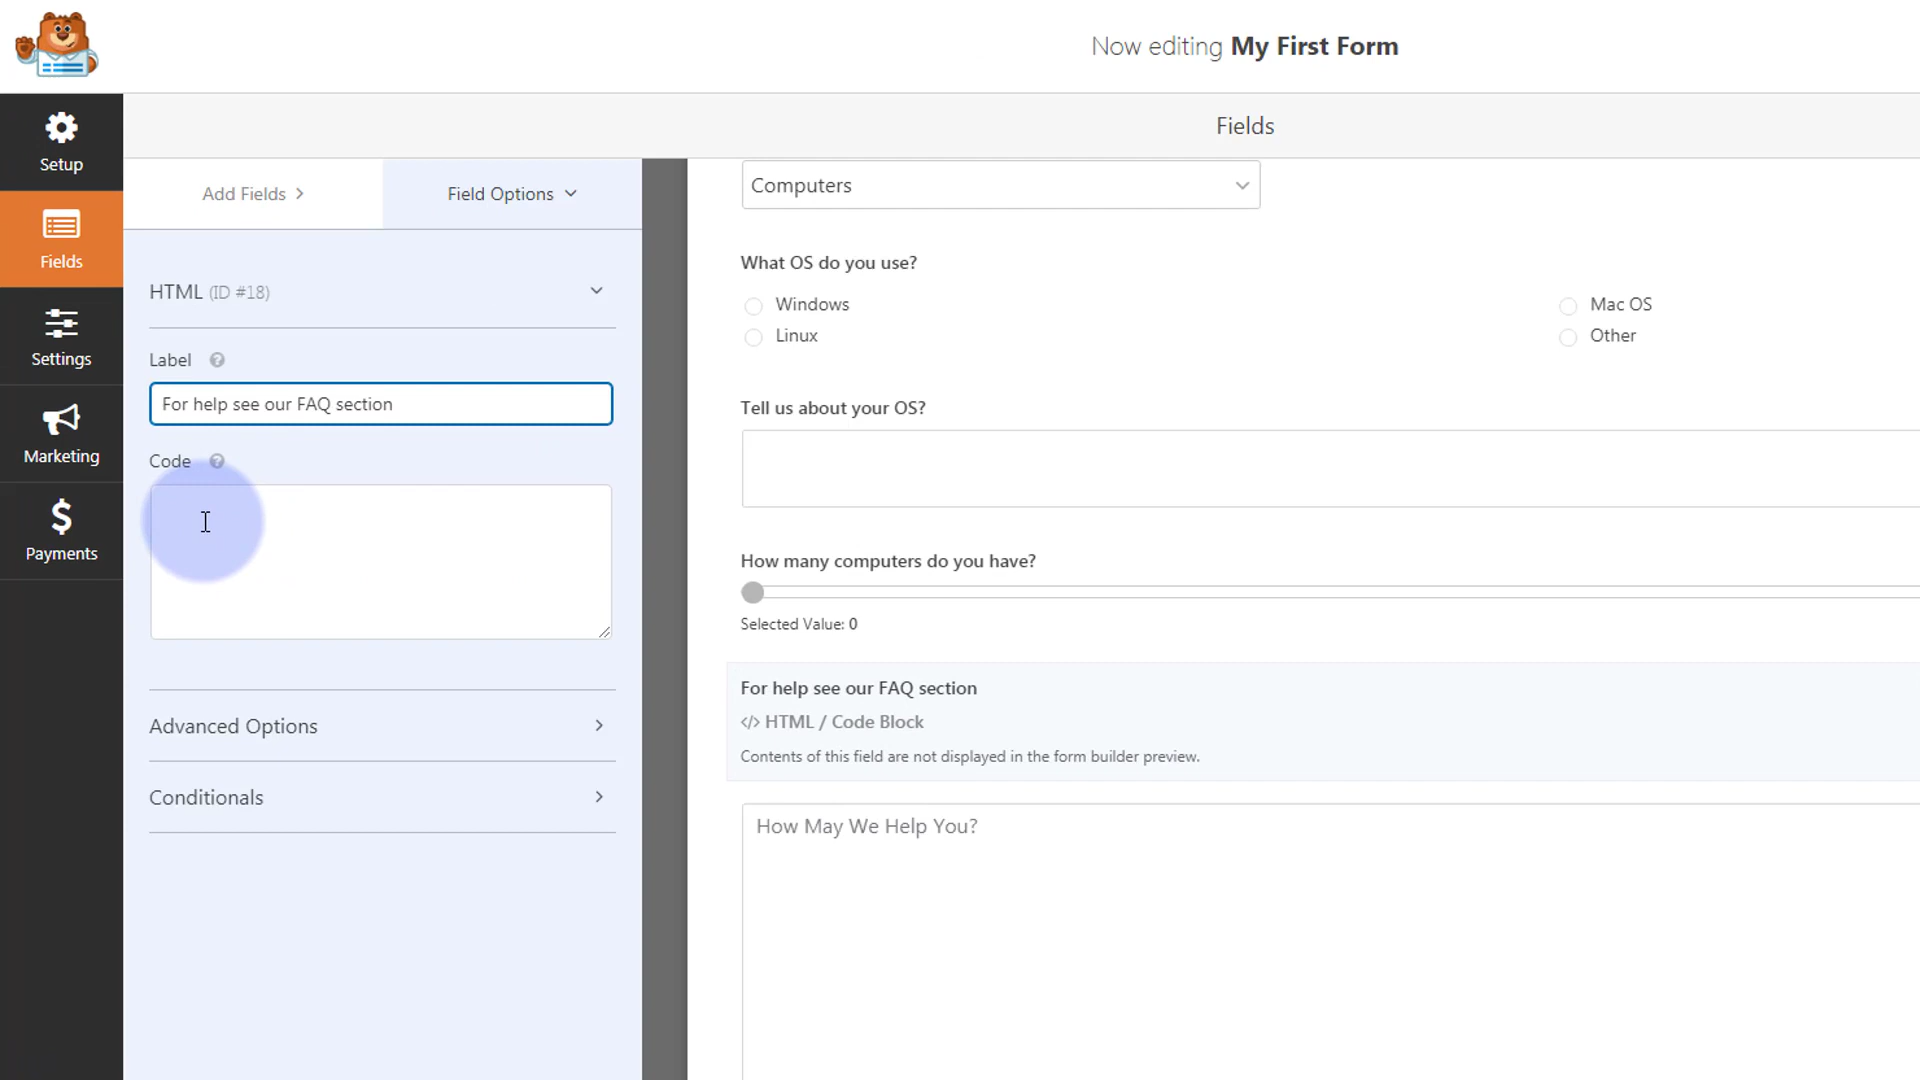 Now editing My First Form
Fields
Setup
Fields
Settings
Marketing
Payments
Add Fields
Field Options
HTML (ID #18)
Label
For help see our FAQ section
Code
Advanced Options
Conditionals
Computers
What OS do you use?
Windows
Mac OS
Linux
Other
Tell us about your OS?
How many computers do you have?
Selected Value: 0
For help see our FAQ section
</> HTML / Code Block
Contents of this field are not displayed in the form builder preview.
How May We Help You?